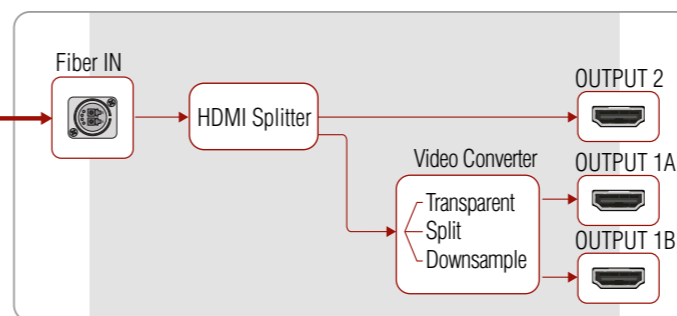 Fiber IN
HDMI Splitter
OUTPUT 2
Video Converter
Transparent
Split
Downsample
OUTPUT 1A
OUTPUT 1B